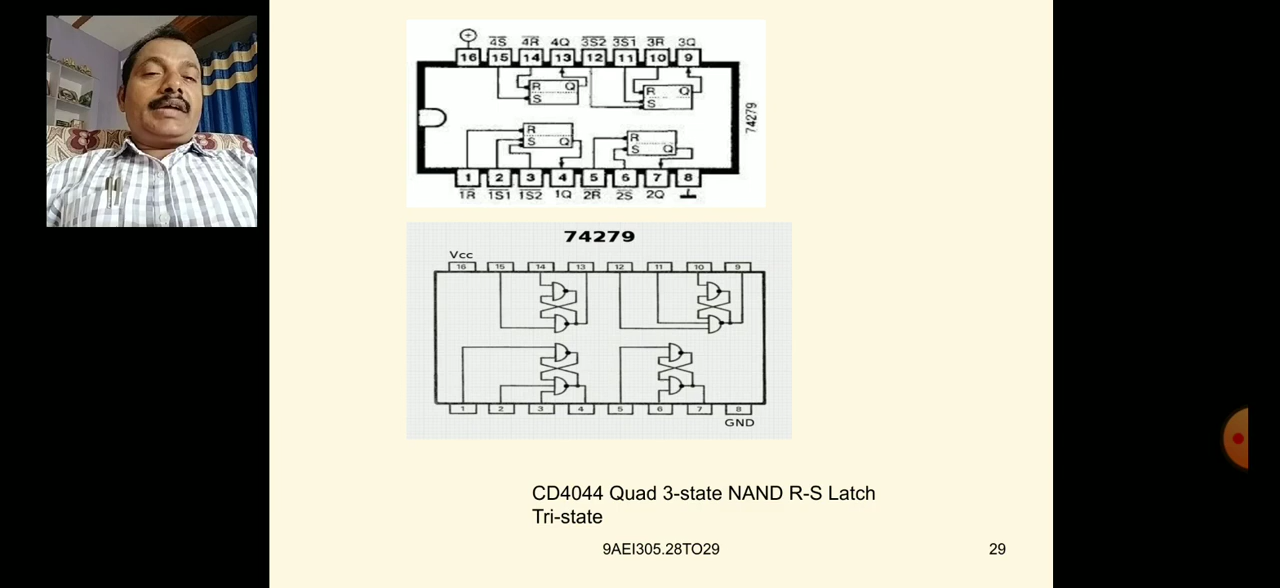 4S 4R 4Q 3S2 3S1 3R 3Q
16 15 14 13 12 11 10 9
R Q
S
R Q
S
R
S Q
R
S Q
74279
1 2 3 4 5 6 7 8
1R 1S1 1S2 1Q 2R 2S 2Q
74279
Vcc
16 15 14 13 12 11 10 9
1 2 3 4 5 6 7 8
GND
CD4044 Quad 3-state NAND R-S Latch
Tri-state
9AEI305.28TO29
29